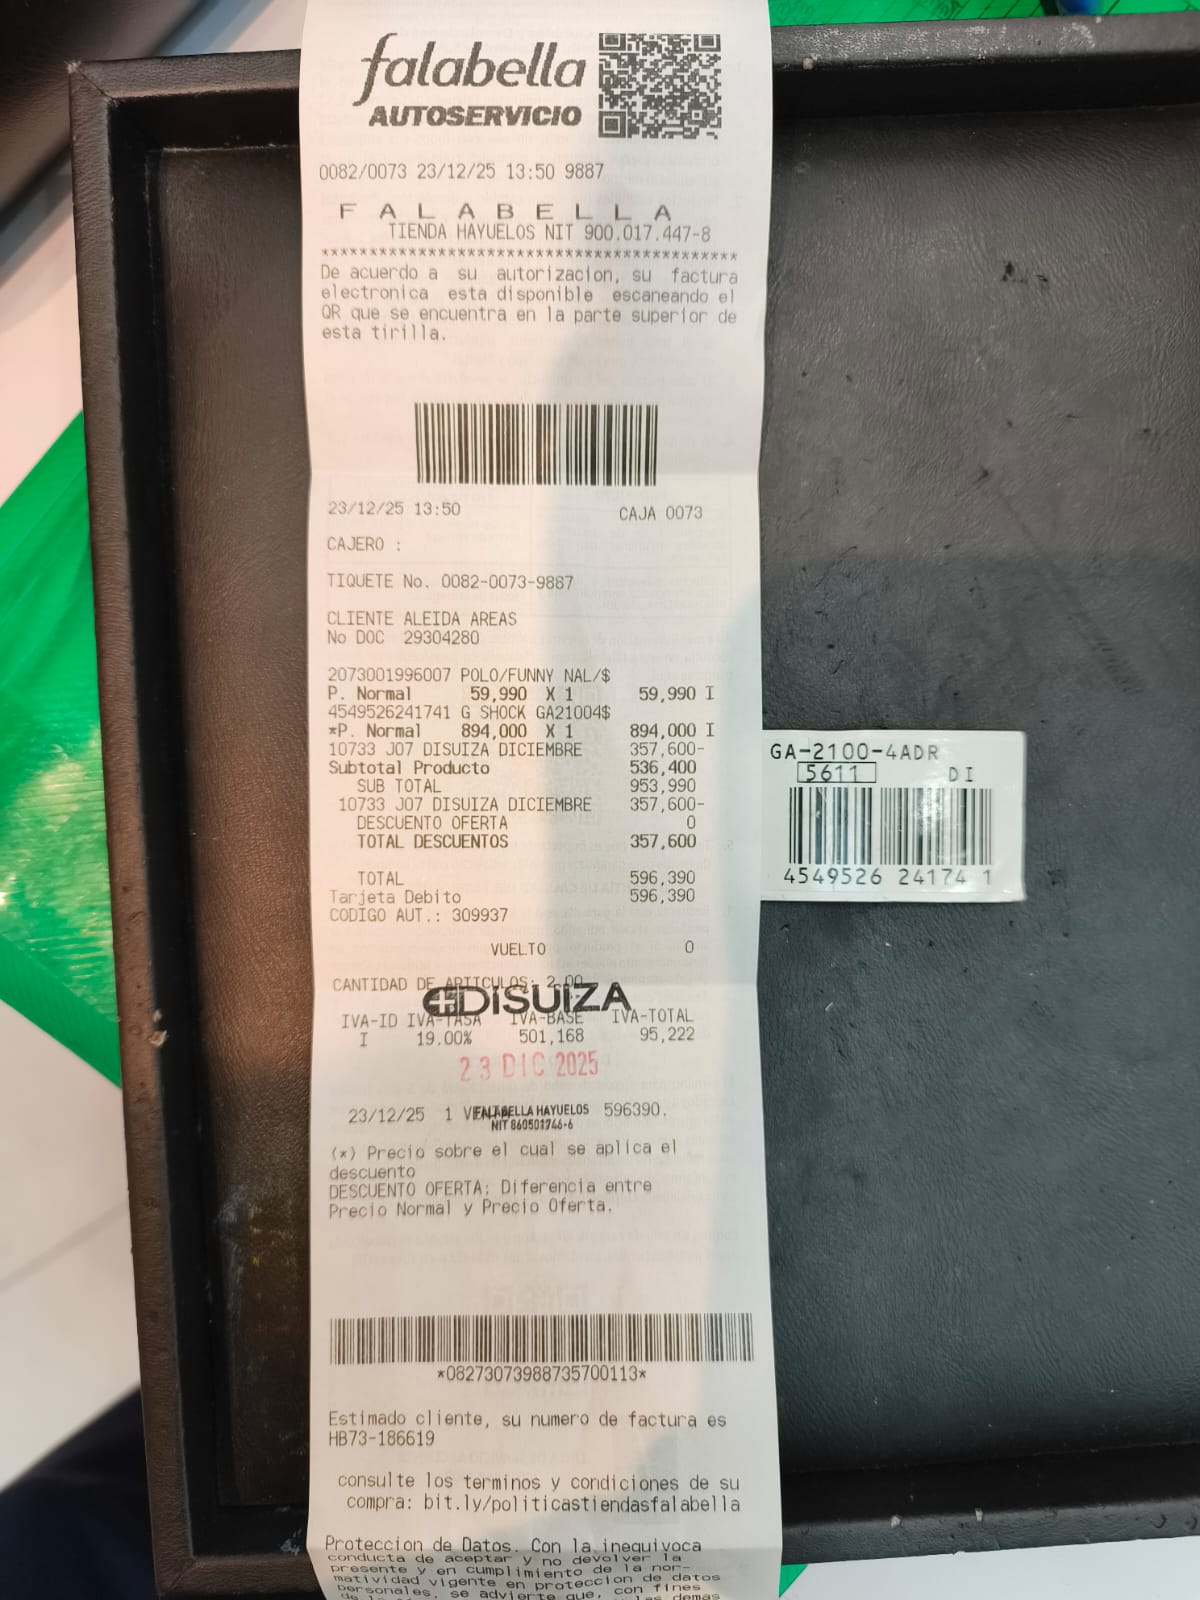 falabella
AUTOSERVICIO
0082/0073 23/12/25 13:50 9887
F A L A B E L L A
TIENDA HAYUELOS NIT 900.017.447-8
******************************************
De acuerdo a su autorizacion, su factura
electronica esta disponible escaneando el
QR que se encuentra en la parte superior de
esta tirilla.
23/12/25 13:50 CAJA 0073
CAJERO :
TIQUETE No. 0082-0073-9887
CLIENTE ALEIDA AREAS
No DOC 29304280
2073001996007 POLO/FUNNY NAL/$
P. Normal 59,990 X 1 59,990 I
4549526241741 G SHOCK GA21004$
*P. Normal 894,000 X 1 894,000 I
10733 J07 DISUIZA DICIEMBRE 357,600-
Subtotal Producto 536,400
SUB TOTAL 953,990
10733 J07 DISUIZA DICIEMBRE 357,600-
DESCUENTO OFERTA 0
TOTAL DESCUENTOS 357,600
TOTAL 596,390
Tarjeta Debito 596,390
CODIGO AUT.: 309937
VUELTO 0
CANTIDAD DE ARTICULOS: 2.00
DISUIZA
IVA-ID IVA-TASA IVA-BASE IVA-TOTAL
I 19.00% 501,168 95,222
23 DIC 2025
23/12/25 1 596390.
FALABELLA HAYUELOS
NIT 860501746-6
(*) Precio sobre el cual se aplica el
descuento
DESCUENTO OFERTA: Diferencia entre
Precio Normal y Precio Oferta.
*08273073988735700113*
Estimado cliente, su numero de factura es
HB73-186619
consulte los terminos y condiciones de su
compra: bit.ly/politicastiendasfalabella
Proteccion de Datos. Con la inequivoca
conducta de aceptar y no devolver la
presente y en cumplimiento de la nor-
matividad vigente en proteccion de datos
personales, se advierte que, con fines
GA-2100-4ADR
5611 DI
4549526 24174 1